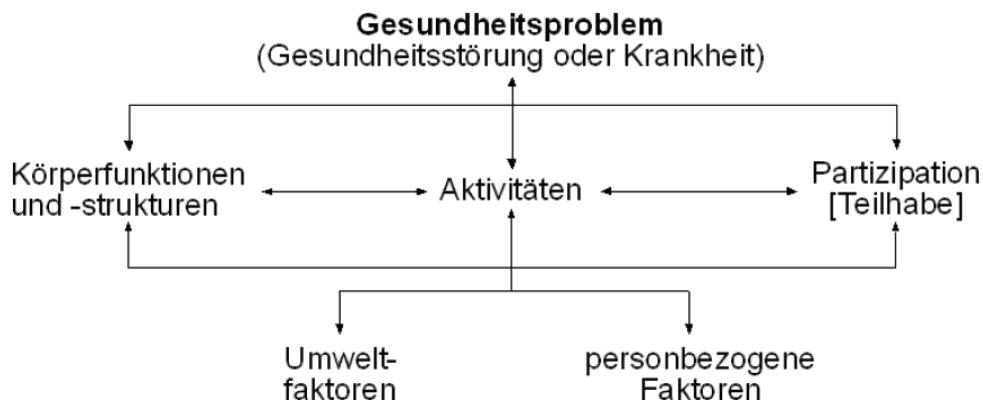 Gesundheitsproblem
(Gesundheitsstörung oder Krankheit)
Körperfunktionen
und -strukturen
Aktivitäten
Partizipation
[Teilhabe]
Umwelt-
faktoren
personbezogene
Faktoren